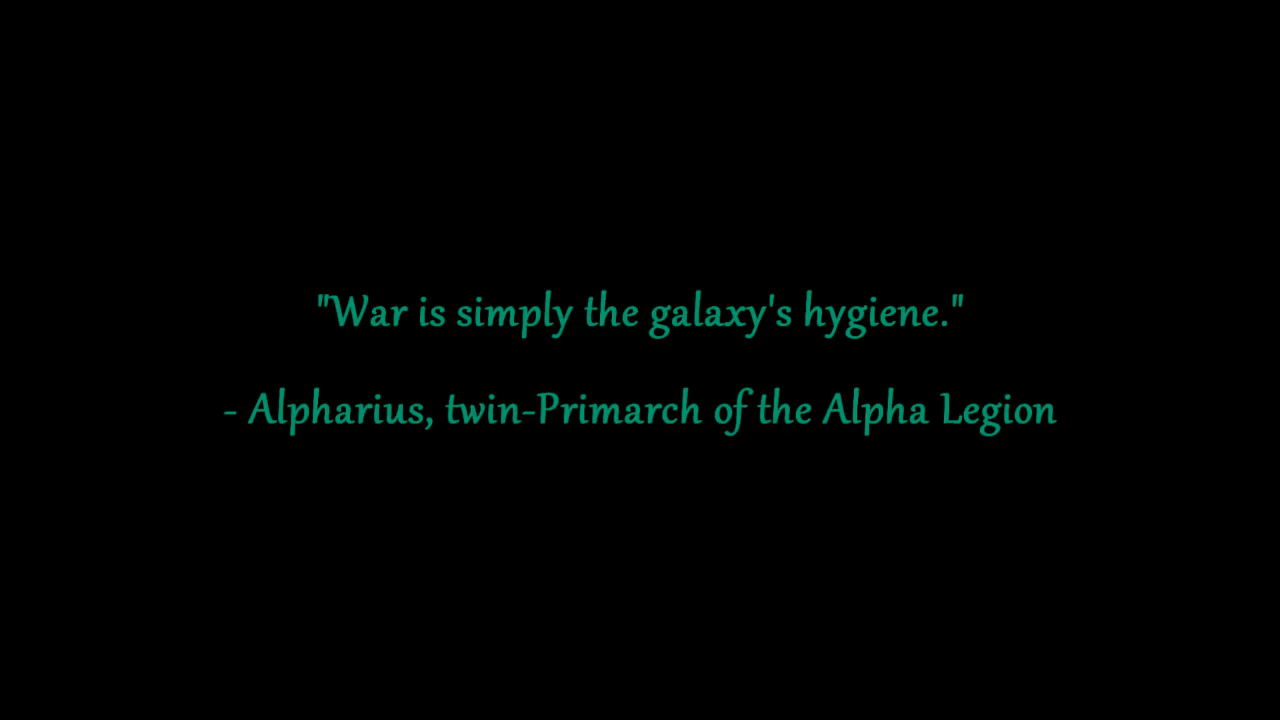 "War is simply the galaxy's hygiene."
- Alpharius, twin-Primarch of the Alpha Legion